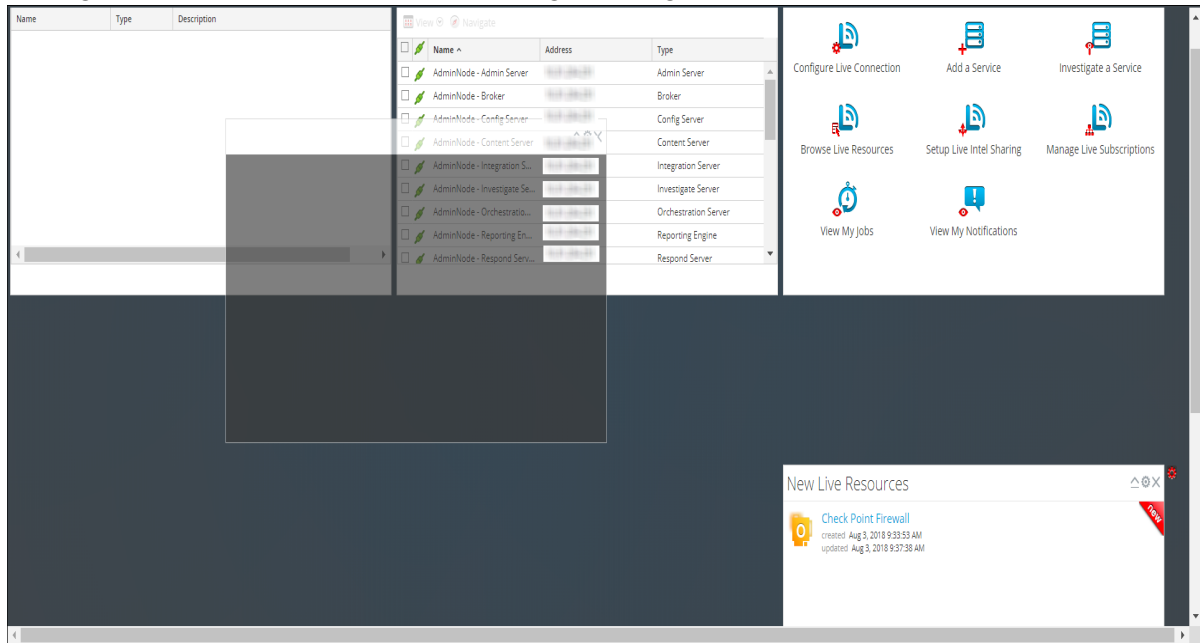 Name Type Description
View Navigate
Name Address Type
AdminNode - Admin Server Admin Server
AdminNode - Broker Broker
AdminNode - Config Server Config Server
AdminNode - Content Server Content Server
AdminNode - Integration S... Integration Server
AdminNode - Investigate Se... Investigate Server
AdminNode - Orchestratio... Orchestration Server
AdminNode - Reporting En... Reporting Engine
AdminNode - Respond Serv... Respond Server
Configure Live Connection Add a Service Investigate a Service
Browse Live Resources Setup Live Intel Sharing Manage Live Subscriptions
View My Jobs View My Notifications
New Live Resources
Check Point Firewall
created Aug 3, 2018 9:33:53 AM
updated Aug 3, 2018 9:37:38 AM
new